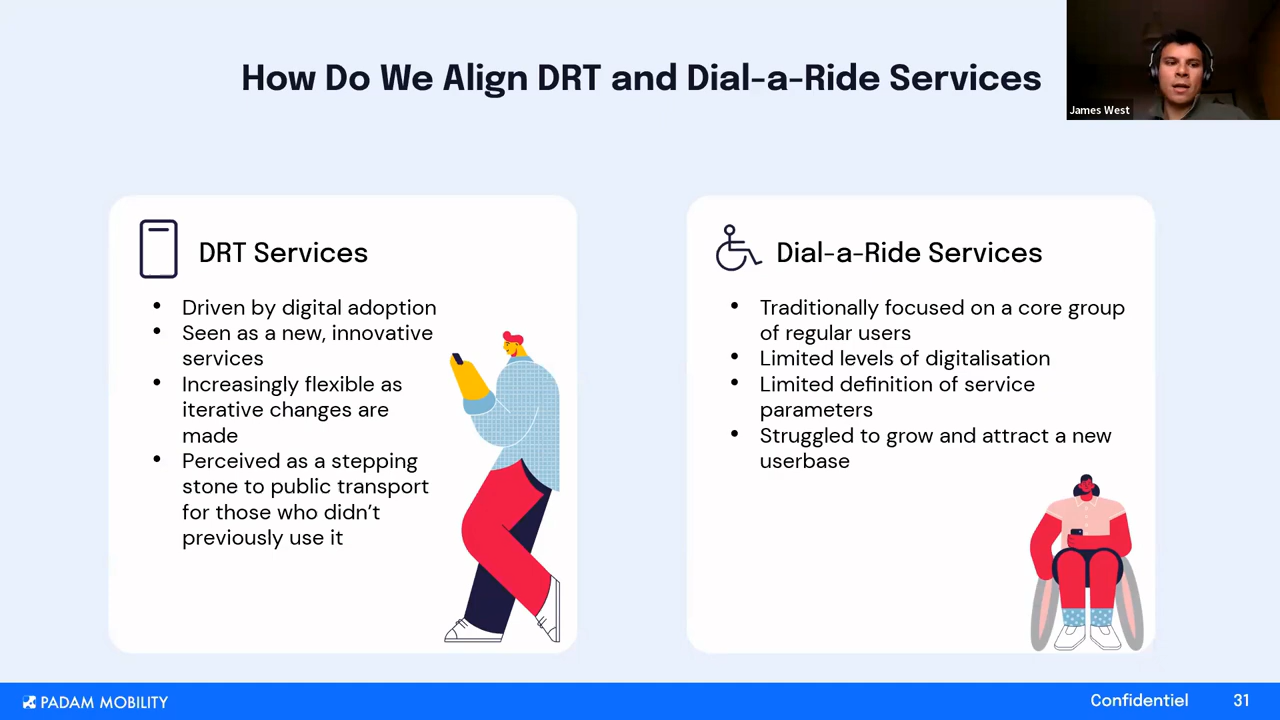 How Do We Align DRT and Dial-a-Ride Services
James West
DRT Services
• Driven by digital adoption
• Seen as a new, innovative
services
• Increasingly flexible as
iterative changes are
made
• Perceived as a stepping
stone to public transport
for those who didn't
previously use it
Dial-a-Ride Services
• Traditionally focused on a core group
of regular users
• Limited levels of digitalisation
• Limited definition of service
parameters
• Struggled to grow and attract a new
userbase
PADAM MOBILITY
Confidentiel 31